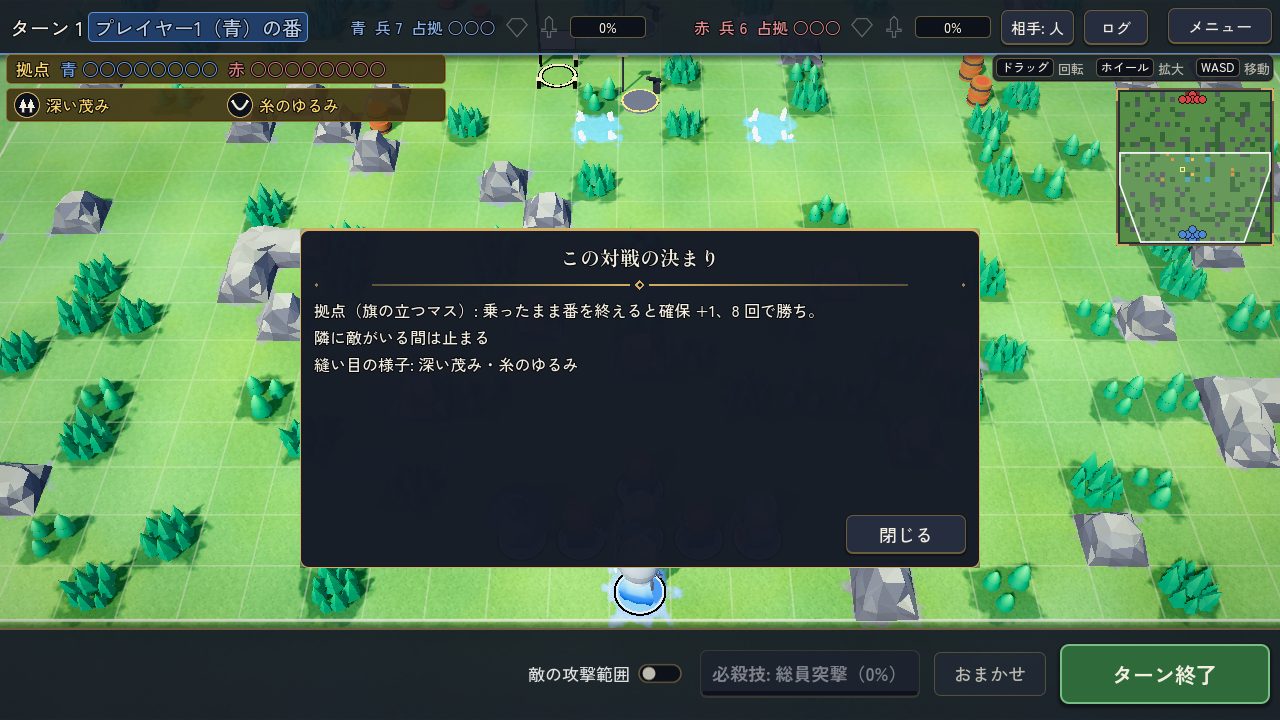 ターン 1 プレイヤー1（青）の番 青 兵 7 占拠 ○○○ 0% 赤 兵 6 占拠 ○○○ 0% 相手: 人 ログ メニュー
拠点 青 ○○○○○○○○ 赤 ○○○○○○○○ ドラッグ 回転 ホイール 拡大 WASD 移動
深い茂み 糸のゆるみ
この対戦の決まり
拠点（旗の立つマス）: 乗ったまま番を終えると確保 +1、8 回で勝ち。
隣に敵がいる間は止まる
縫い目の様子: 深い茂み・糸のゆるみ
閉じる
敵の攻撃範囲 必殺技: 総員突撃（0%） おまかせ ターン終了